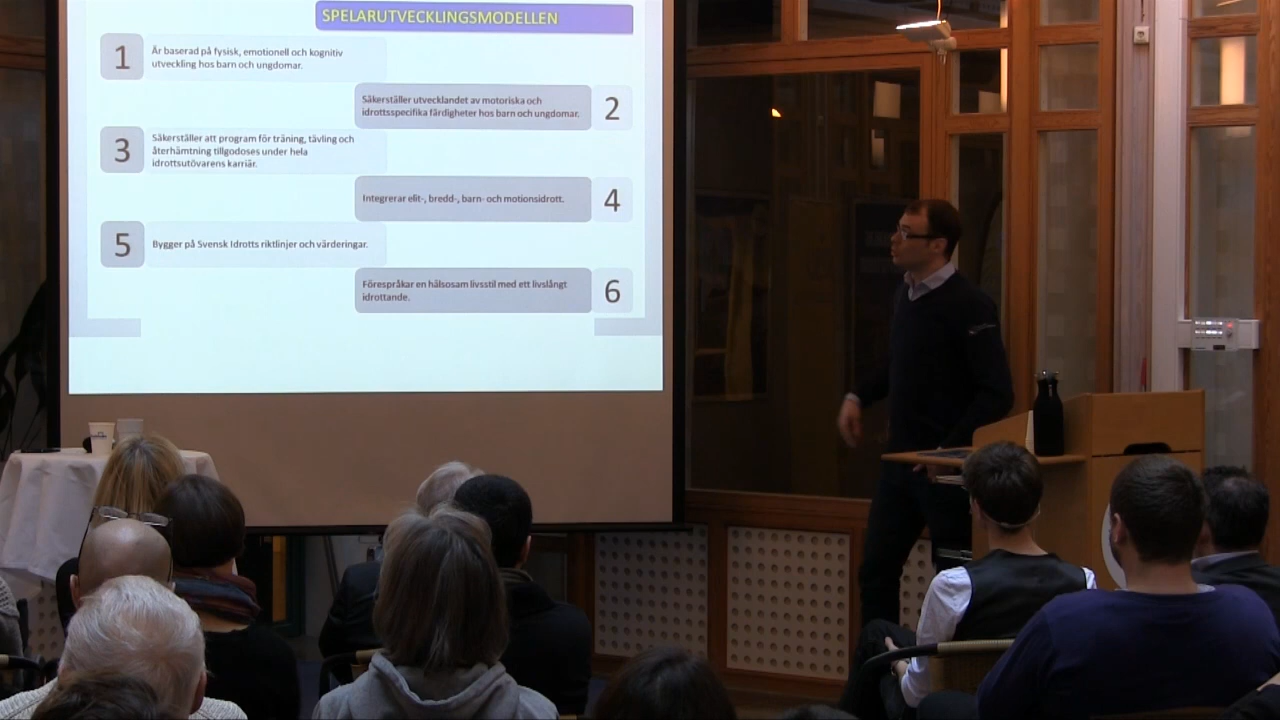 SPELARUTVECKLINGSMODELLEN
1
Är baserad på fysisk, emotionell och kognitiv
utveckling hos barn och ungdomar.
Säkerställer utvecklandet av motoriska och
idrottsspecifika färdigheter hos barn och ungdomar.
2
3
Säkerställer att program för träning, tävling och
återhämtning tillgodoses under hela
idrottsutövarens karriär.
Integrerar elit-, bredd-, barn- och motionsidrott.
4
5
Bygger på Svensk Idrotts riktlinjer och värderingar.
Förespråkar en hälsosam livsstil med ett livslångt
idrottande.
6